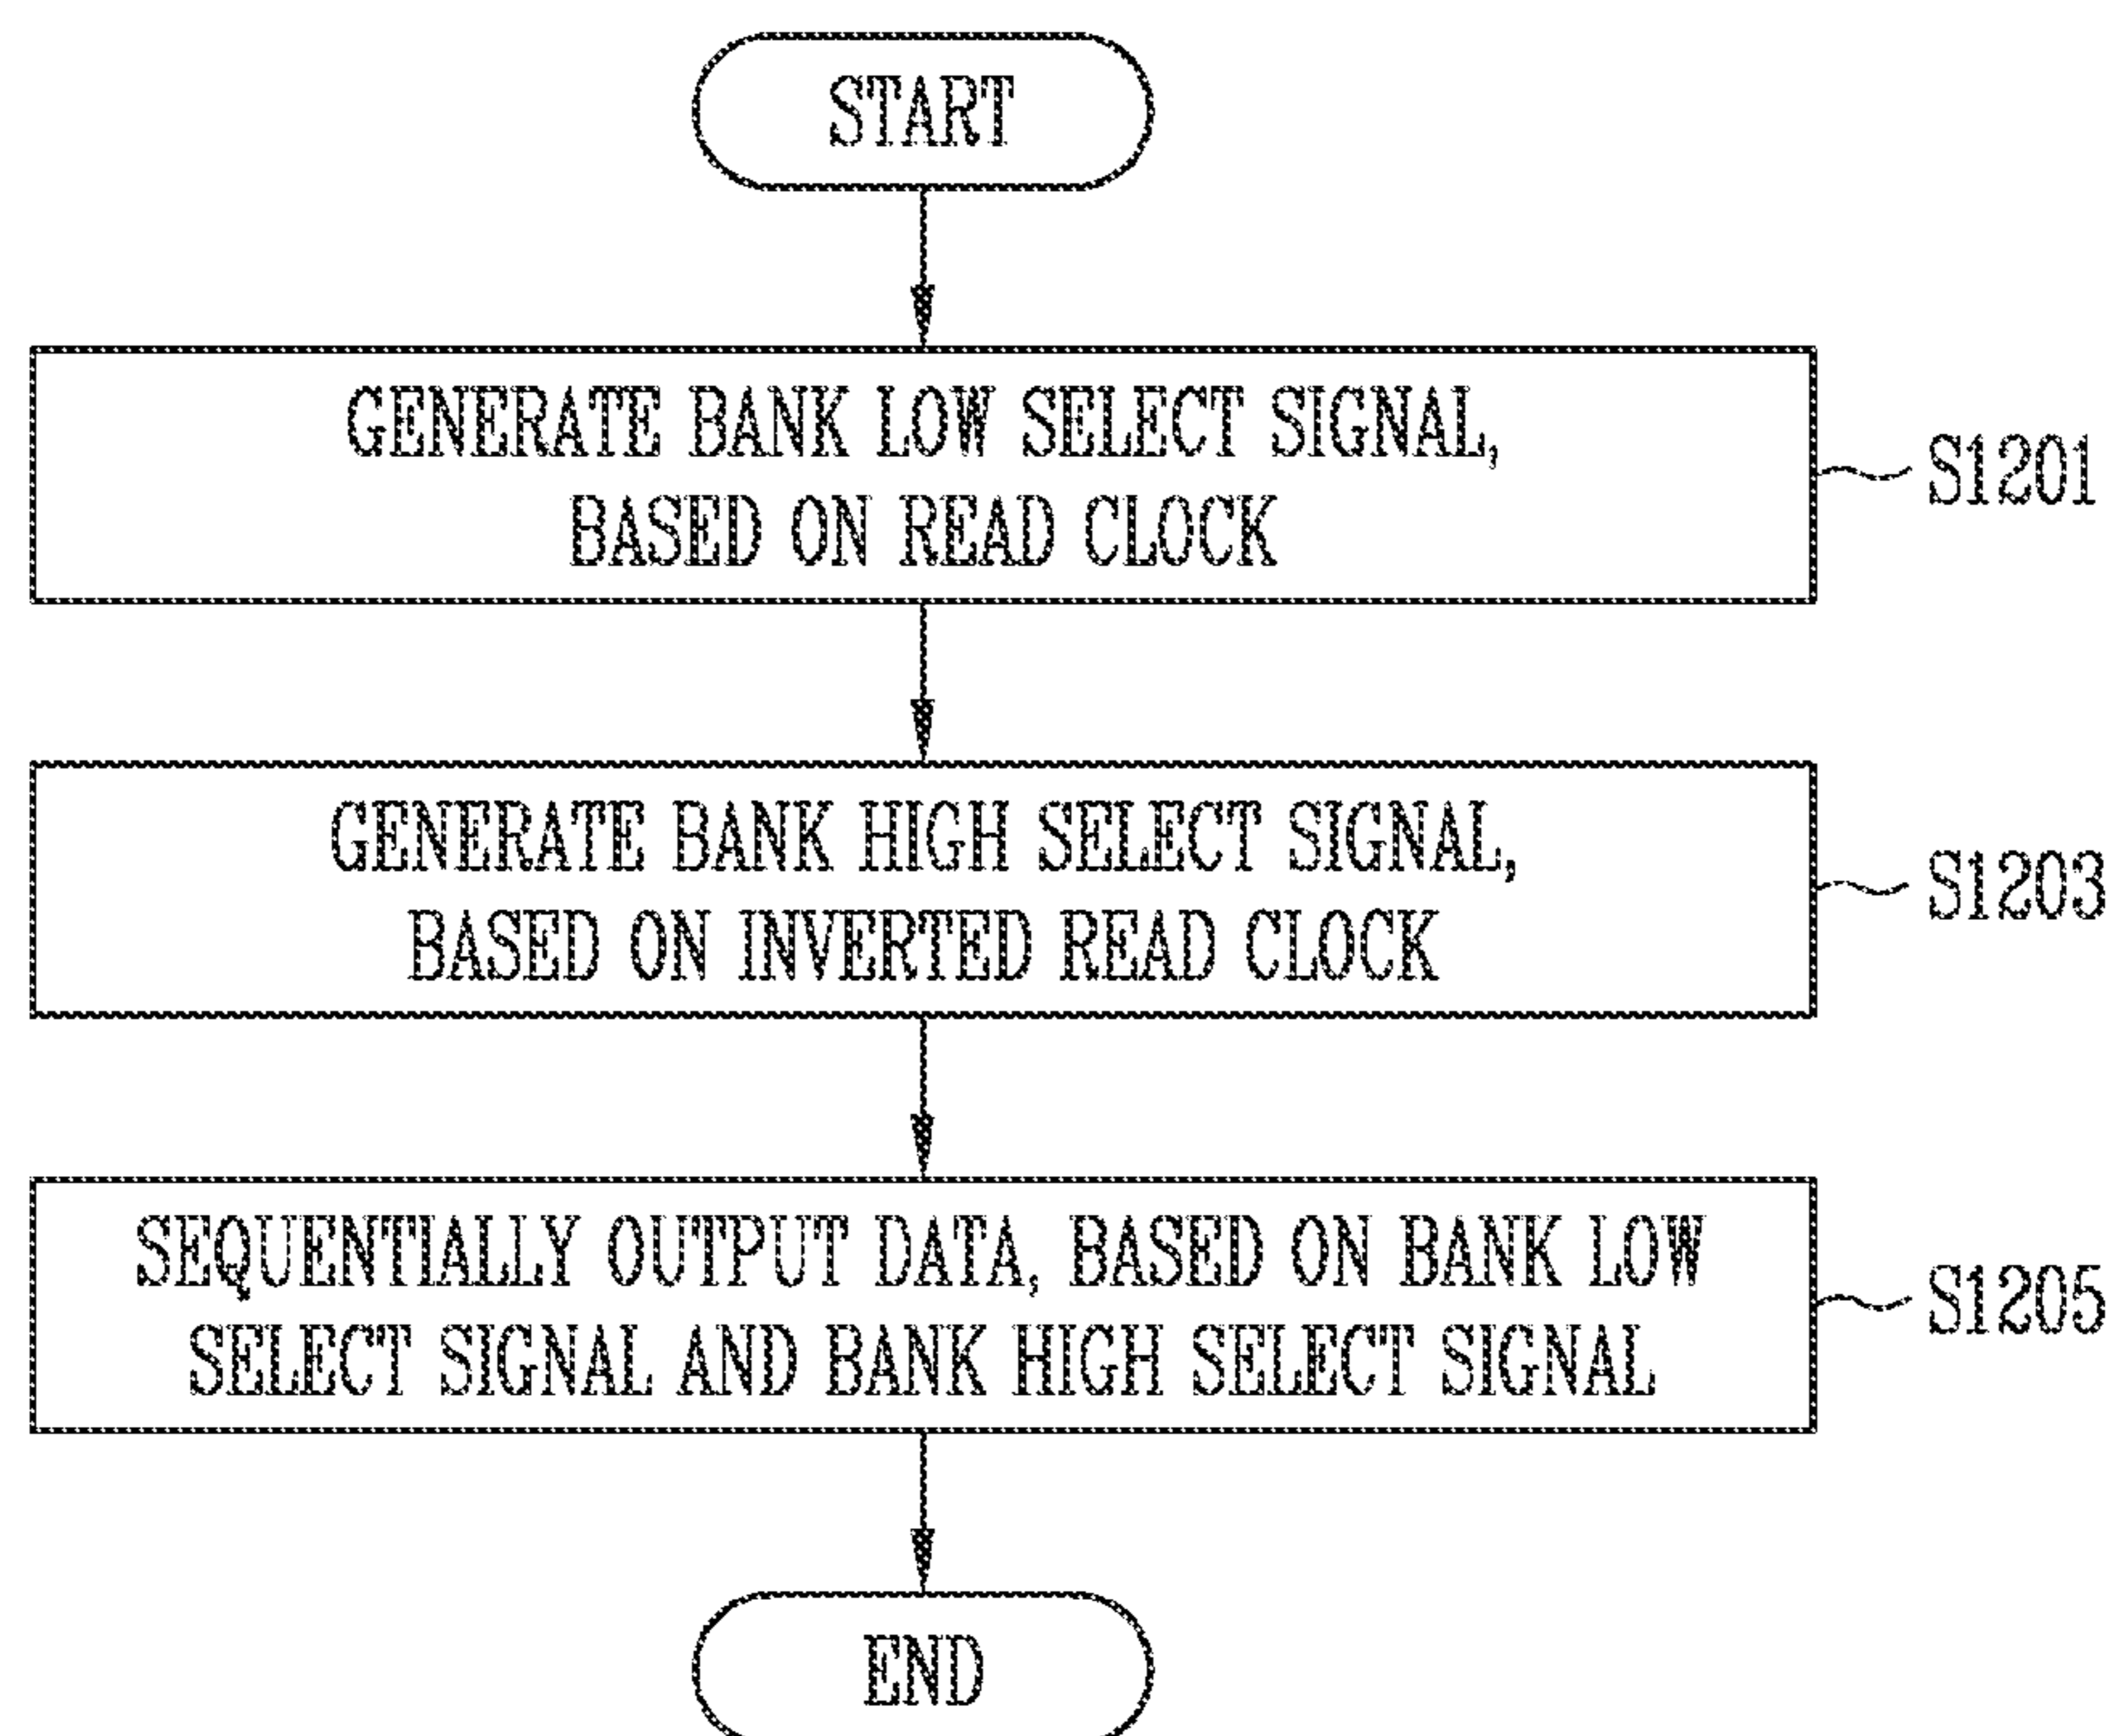 START
GENERATE BANK LOW SELECT SIGNAL,
BASED ON READ CLOCK
S1201
GENERATE BANK HIGH SELECT SIGNAL,
BASED ON INVERTED READ CLOCK
S1203
SEQUENTIALLY OUTPUT DATA, BASED ON BANK LOW
SELECT SIGNAL AND BANK HIGH SELECT SIGNAL
S1205
END